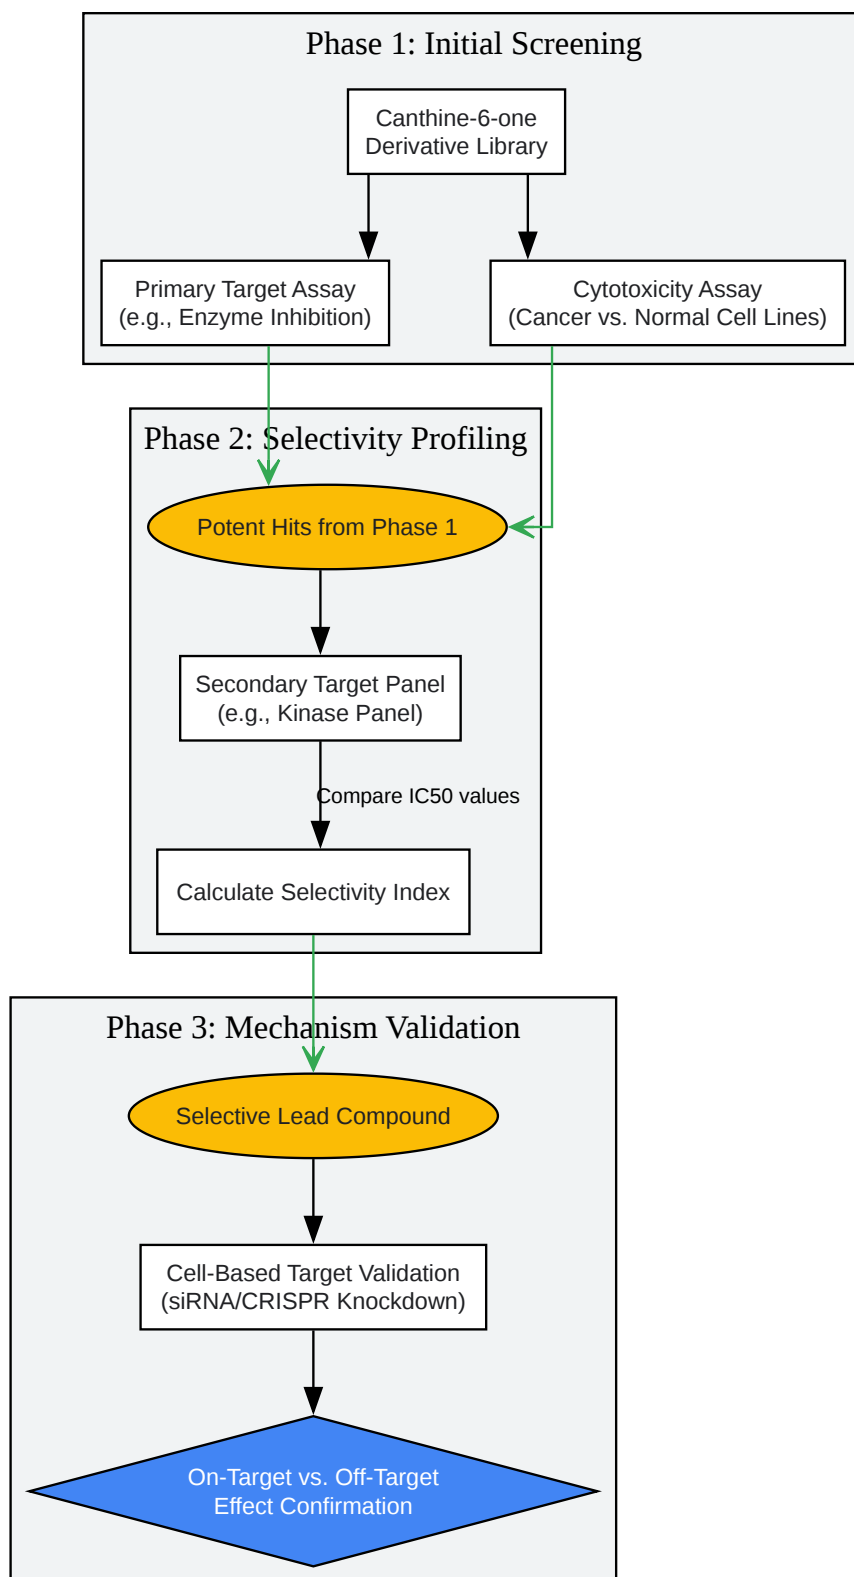 Phase 1: Initial Screening
Canthine-6-one
Derivative Library
Primary Target Assay
(e.g., Enzyme Inhibition)
Cytotoxicity Assay
(Cancer vs. Normal Cell Lines)
Phase 2: Selectivity Profiling
Potent Hits from Phase 1
Secondary Target Panel
(e.g., Kinase Panel)
Compare IC50 values
Calculate Selectivity Index
Phase 3: Mechanism Validation
Selective Lead Compound
Cell-Based Target Validation
(siRNA/CRISPR Knockdown)
On-Target vs. Off-Target
Effect Confirmation